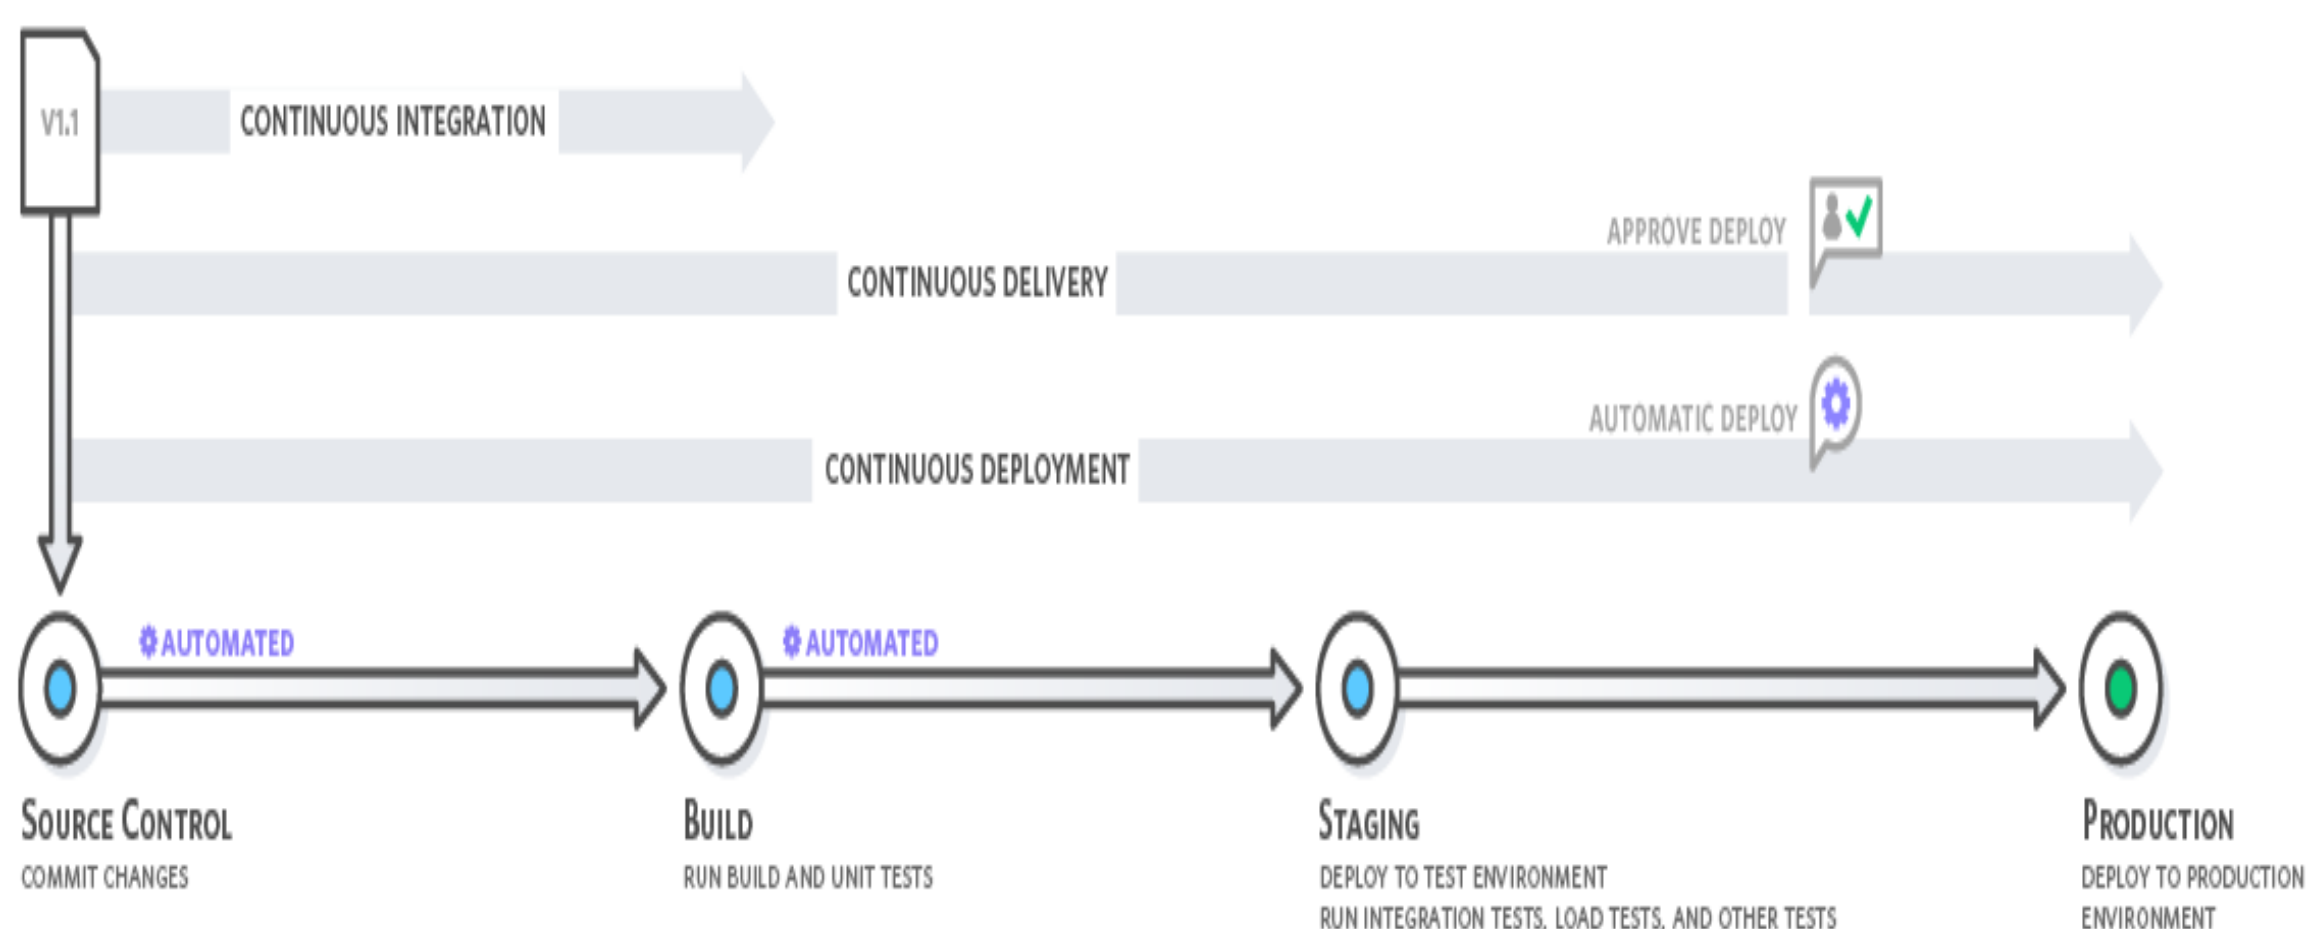 V1.1
CONTINUOUS INTEGRATION
APPROVE DEPLOY
CONTINUOUS DELIVERY
AUTOMATIC DEPLOY
CONTINUOUS DEPLOYMENT
AUTOMATED
AUTOMATED
SOURCE CONTROL
COMMIT CHANGES
BUILD
RUN BUILD AND UNIT TESTS
STAGING
DEPLOY TO TEST ENVIRONMENT
RUN INTEGRATION TESTS, LOAD TESTS, AND OTHER TESTS
PRODUCTION
DEPLOY TO PRODUCTION
ENVIRONMENT